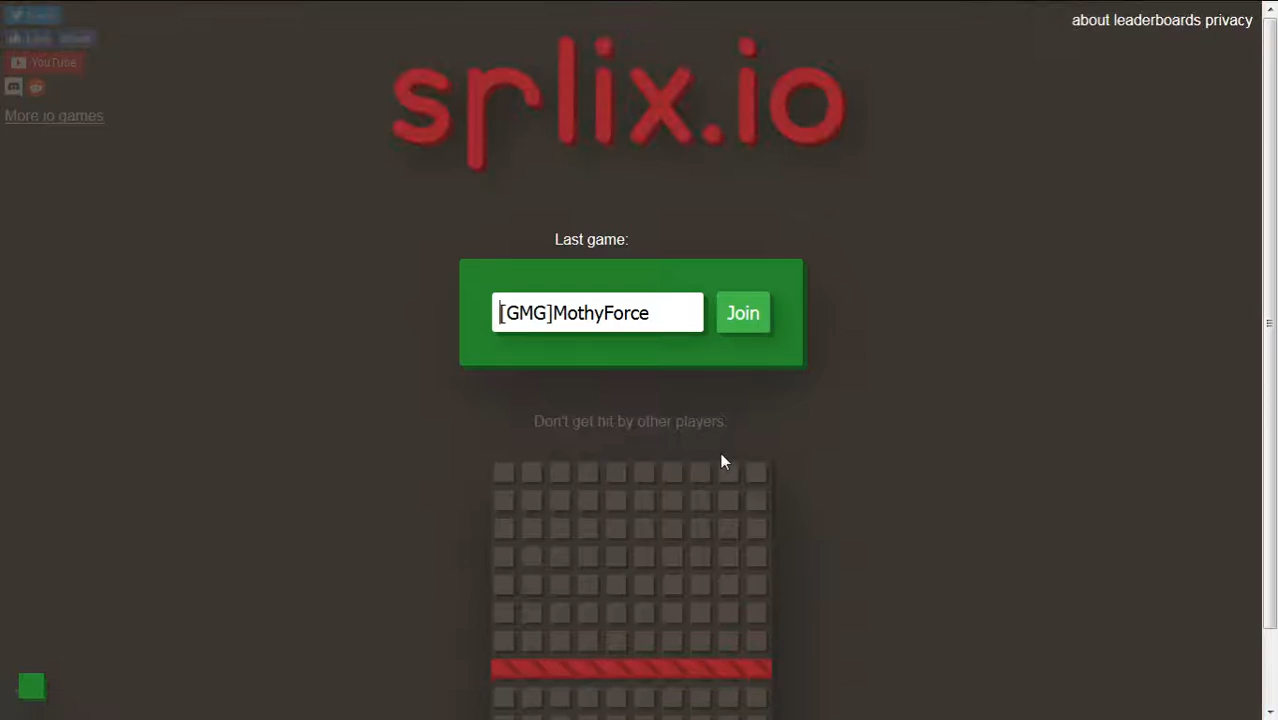 about leaderboards privacy
YouTube
More io games
splix.io
Last game:
[GMG]MothyForce
Join
Don't get hit by other players.